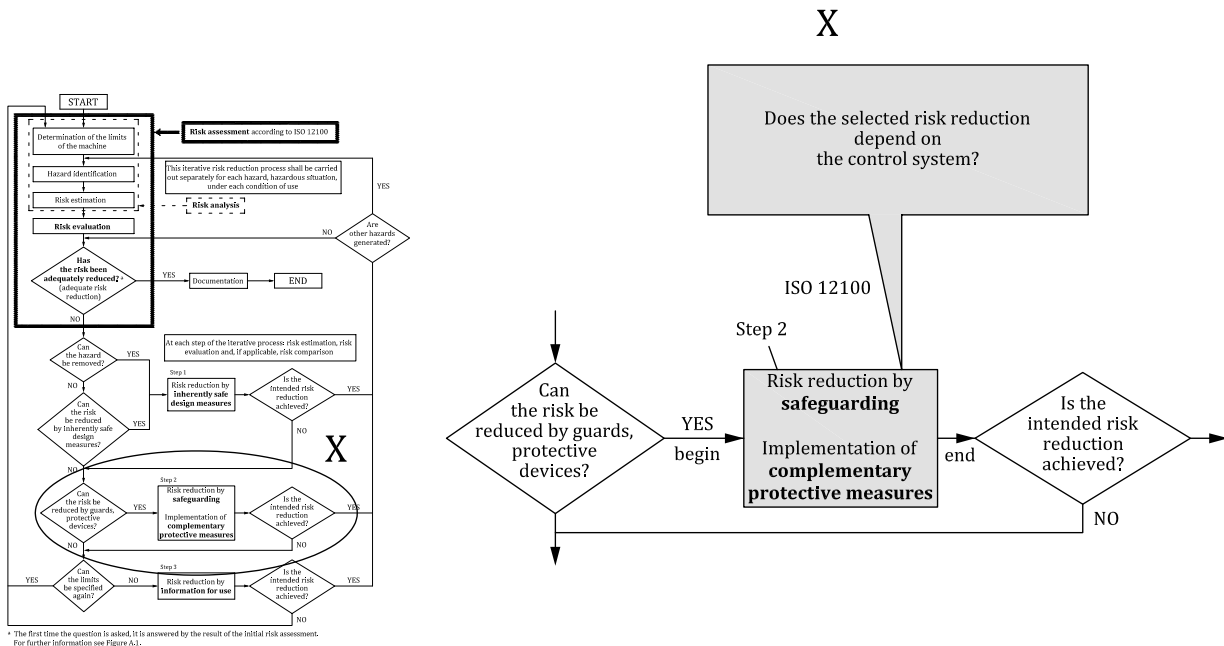 START
Determination of the limits
of the machine
Hazard identification
Risk estimation
Risk evaluation
Has
the risk been
adequately reduced? a
(adequate risk
reduction)
Risk assessment according to ISO 12100
This iterative risk reduction process shall be carried
out separately for each hazard, hazardous situation,
under each condition of use
Risk analysis
YES
Are
other hazards
generated?
NO
YES
Documentation
END
NO
At each step of the iterative process: risk estimation, risk
evaluation and, if applicable, risk comparison
Can
the hazard
be removed?
YES
NO
Can
the risk
be reduced
by inherently safe
design
measures?
YES
NO
Step 1
Risk reduction by
inherently safe
design measures
Is the
intended risk
reduction
achieved?
YES
NO
X
Can
the risk be
reduced by guards,
protective
devices?
YES
NO
Step 2
Risk reduction by
safeguarding
Implementation of
complementary
protective measures
Is the
intended risk
reduction
achieved?
YES
NO
Can
the limits
be specified
again?
YES
NO
Step 3
Risk reduction by
information for use
Is the
intended risk
reduction
achieved?
YES
NO
a The first time the question is asked, it is answered by the result of the initial risk assessment.
For further information see Figure A.1.
X
Does the selected risk reduction
depend on
the control system?
ISO 12100
Step 2
Can
the risk be
reduced by guards,
protective
devices?
YES
begin
Risk reduction by
safeguarding
Implementation of
complementary
protective measures
end
Is the
intended risk
reduction
achieved?
NO